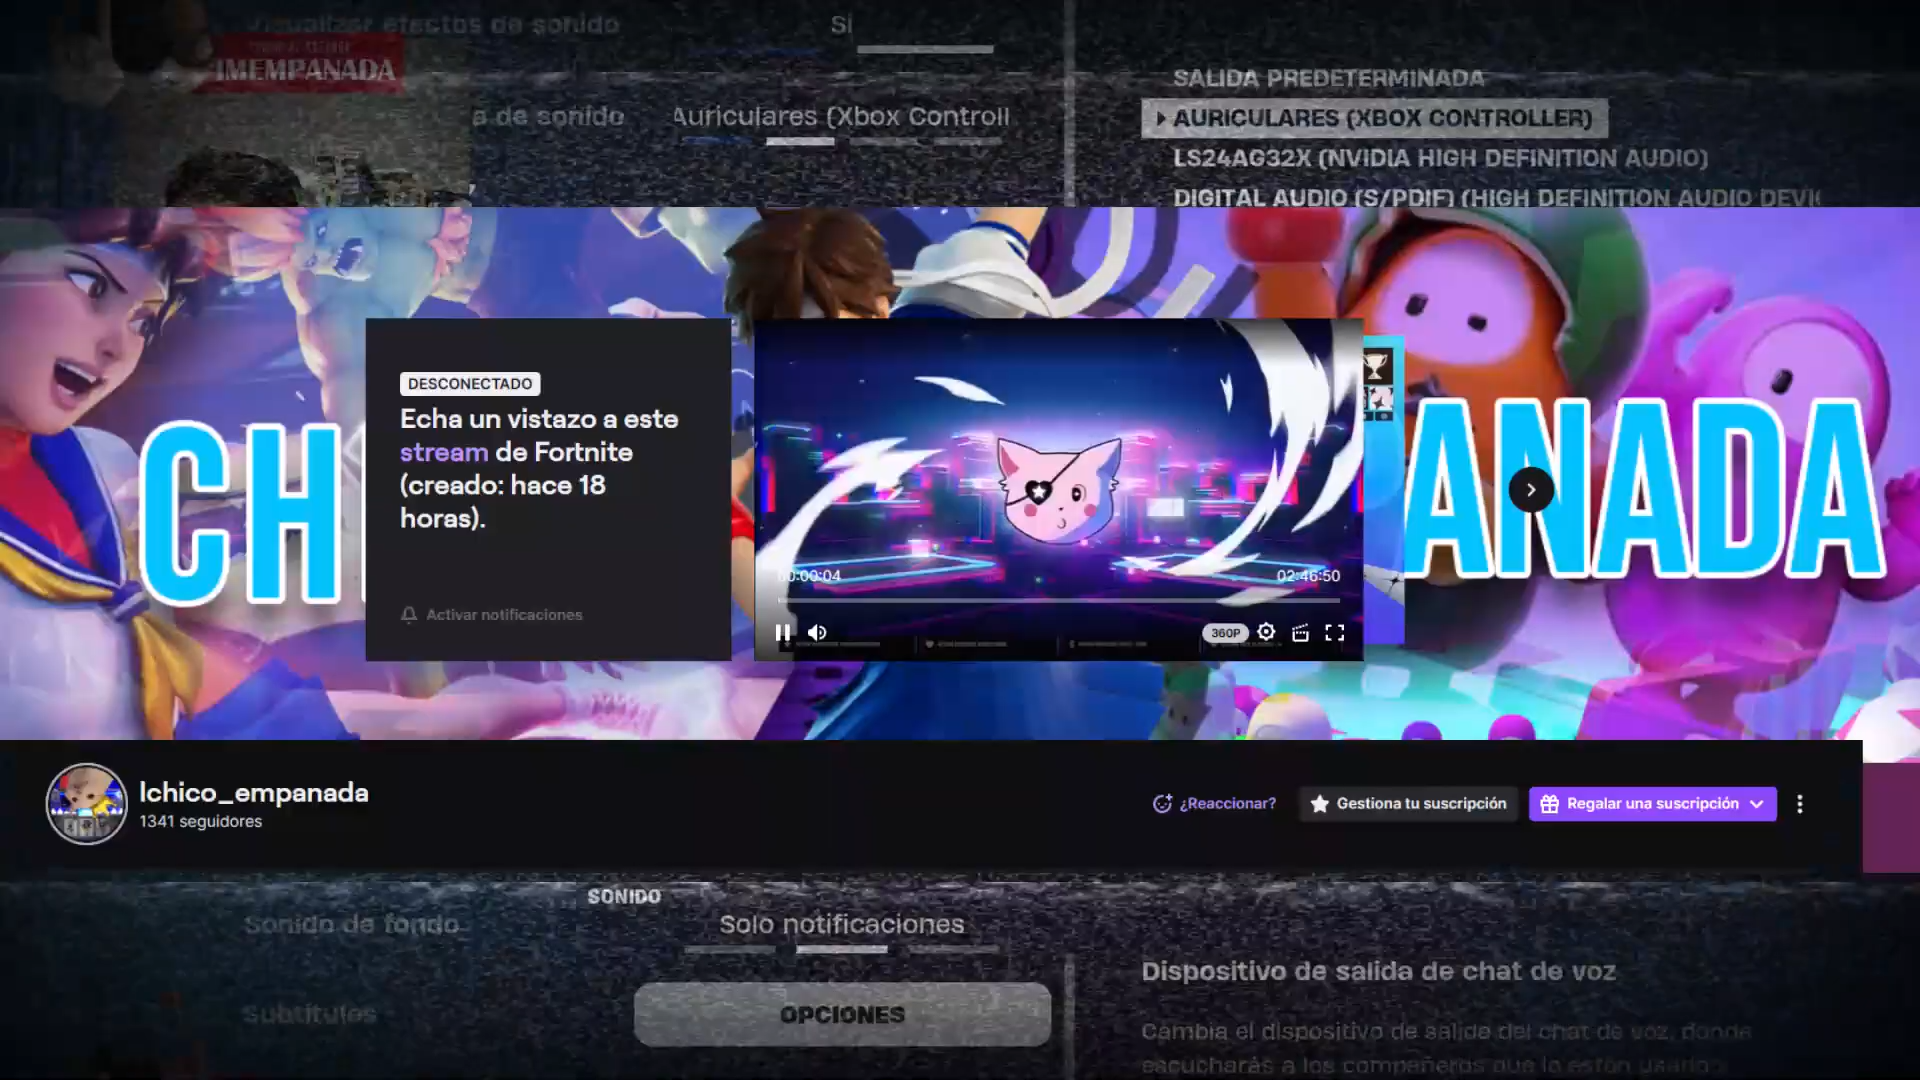 Visualizar efectos de sonido
Sí
IMEMPANADA
a de sonido
Auriculares (Xbox Controll
SALIDA PREDETERMINADA
AURICULARES (XBOX CONTROLLER)
LS24AG32X (NVIDIA HIGH DEFINITION AUDIO)
DIGITAL AUDIO (S/PDIF) (HIGH DEFINITION AUDIO DEVI
CH
ANADA
DESCONECTADO
Echa un vistazo a este
stream de Fortnite
(creado: hace 18
horas).
Activar notificaciones
00:00:04
02:46:50
360P
lchico_empanada
1341 seguidores
¿Reaccionar?
Gestiona tu suscripción
Regalar una suscripción
SONIDO
Sonido de fondo
Solo notificaciones
Subtítulos
OPCIONES
Dispositivo de salida de chat de voz
Cambia el dispositivo de salida del chat de voz, donde
escucharás a los compañeros que lo están usando.